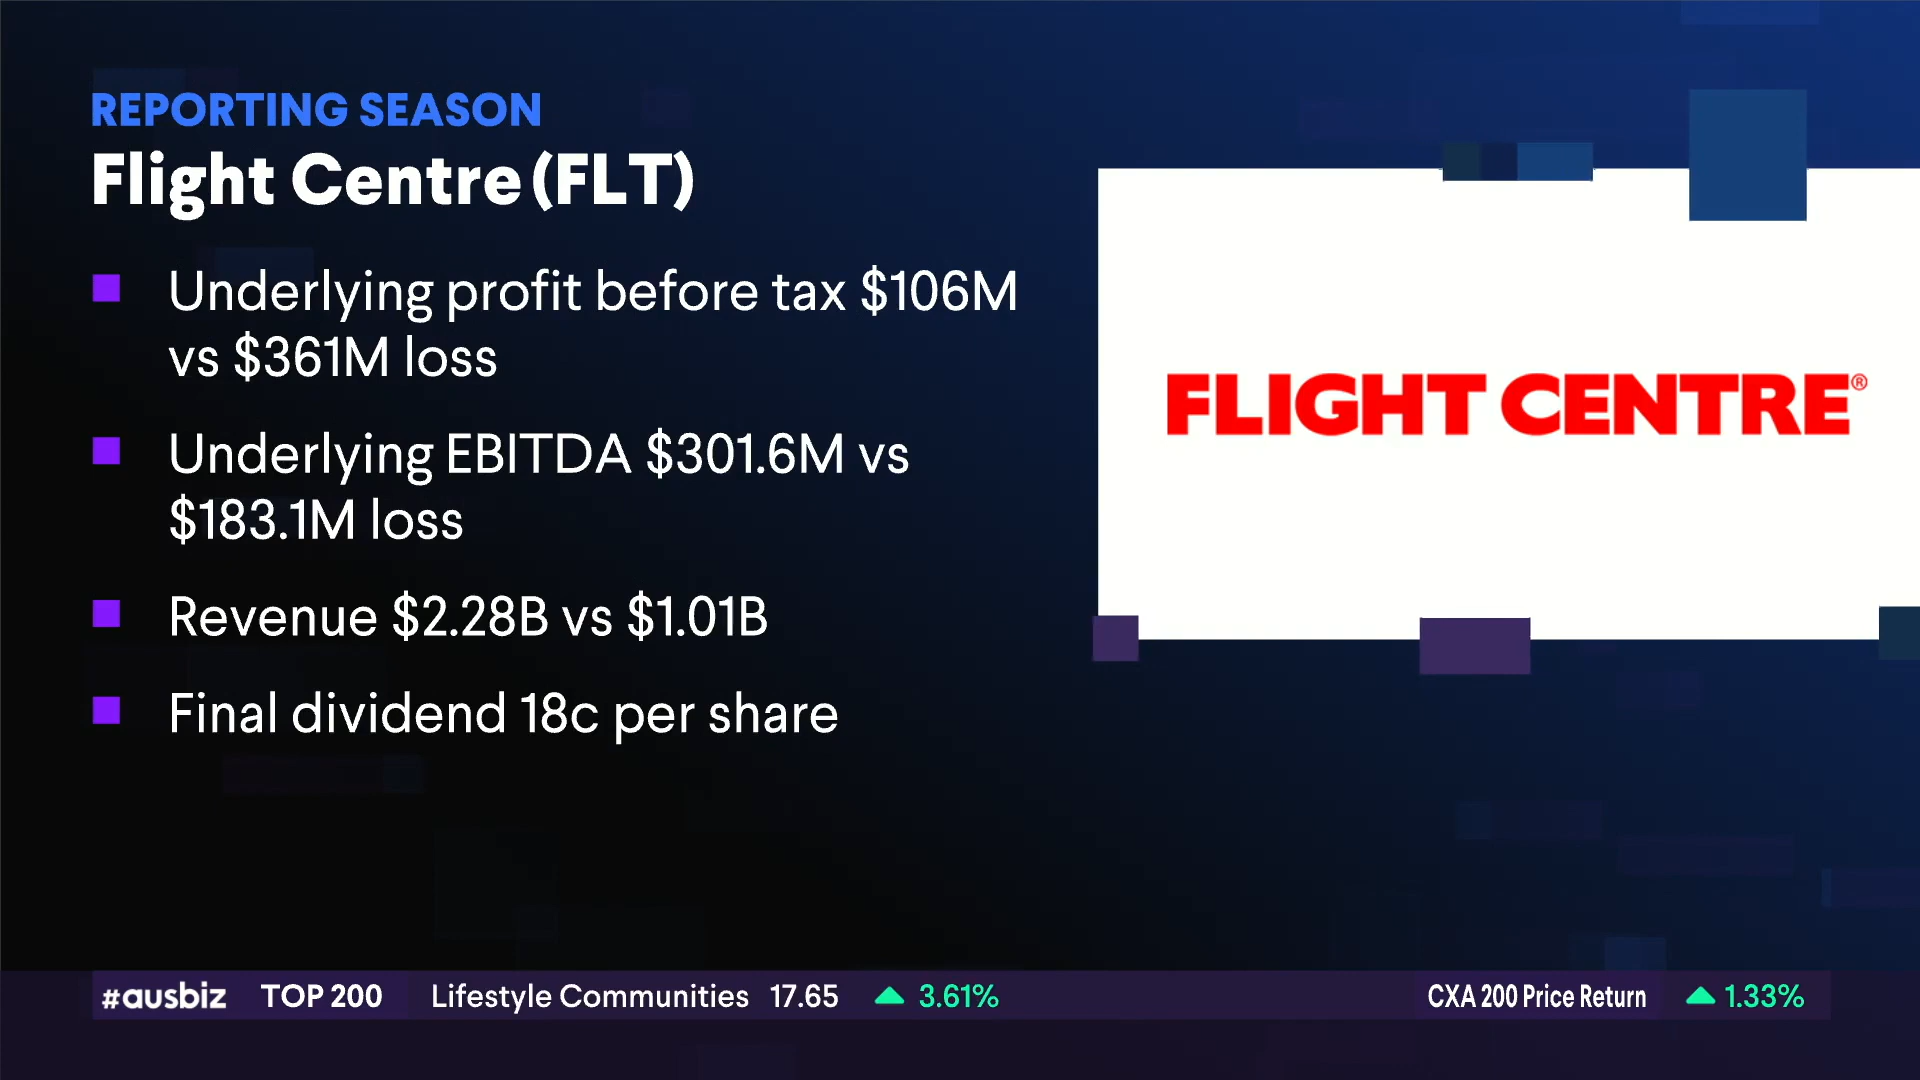 REPORTING SEASON
Flight Centre (FLT)
Underlying profit before tax $106M
vs $361M loss
Underlying EBITDA $301.6M vs
$183.1M loss
Revenue $2.28B vs $1.01B
Final dividend 18c per share
FLIGHT CENTRE®
#ausbiz TOP 200 Lifestyle Communities 17.65 3.61% CXA 200 Price Return 1.33%